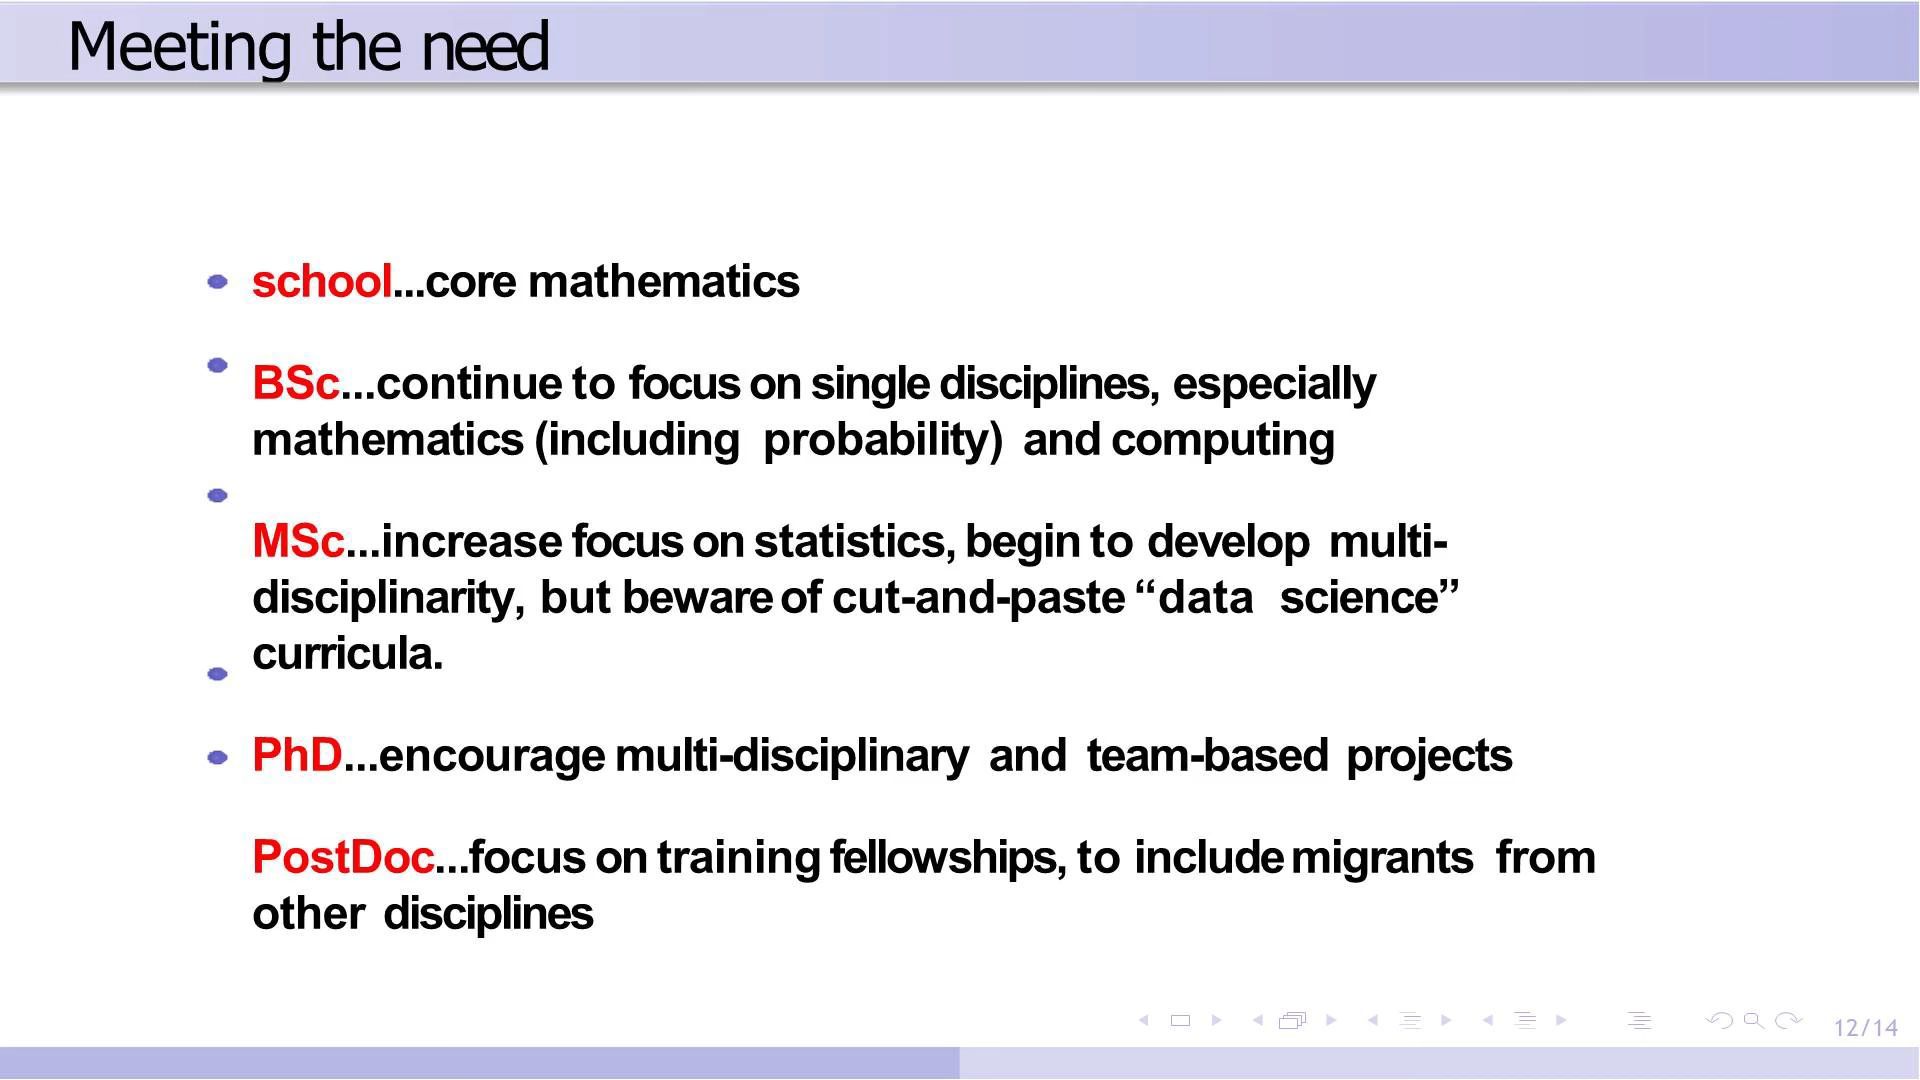 Meeting the need
school...core mathematics
BSc...continue to focus on single disciplines, especially
mathematics (including probability) and computing
MSc...increase focus on statistics, begin to develop multi-
disciplinarity, but beware of cut-and-paste “data science”
curricula.
PhD...encourage multi-disciplinary and team-based projects
PostDoc...focus on training fellowships, to include migrants from
other disciplines
12/14